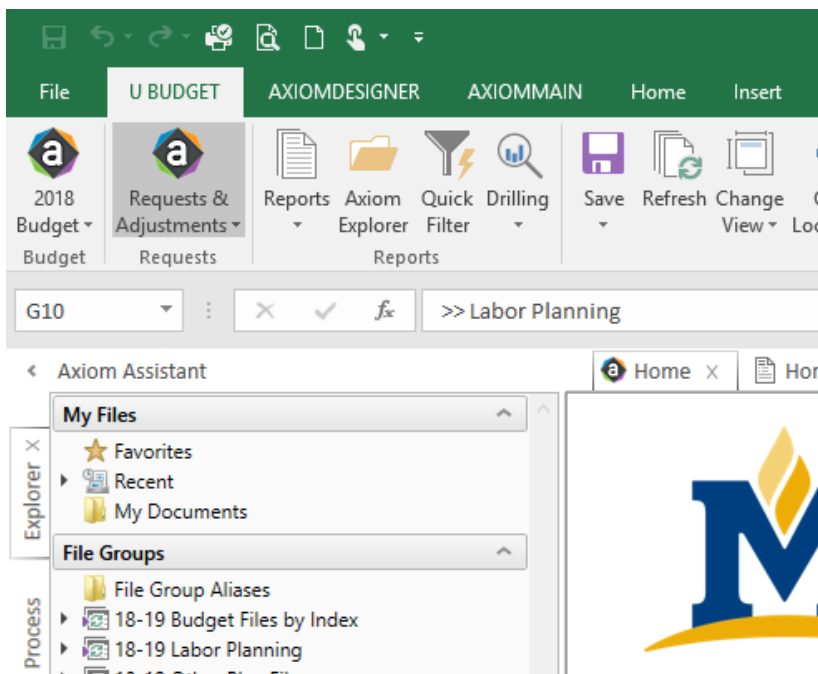 File U BUDGET AXIOMDESIGNER AXIOMMAIN Home Insert
2018 Requests & Reports Axiom Quick Drilling Save Refresh Change
Budget Adjustments Explorer Filter View
Budget Requests Reports
G10 fx >> Labor Planning
Axiom Assistant Home
My Files
Favorites
Recent
My Documents
File Groups
File Group Aliases
18-19 Budget Files by Index
18-19 Labor Planning
Explorer
Process
M